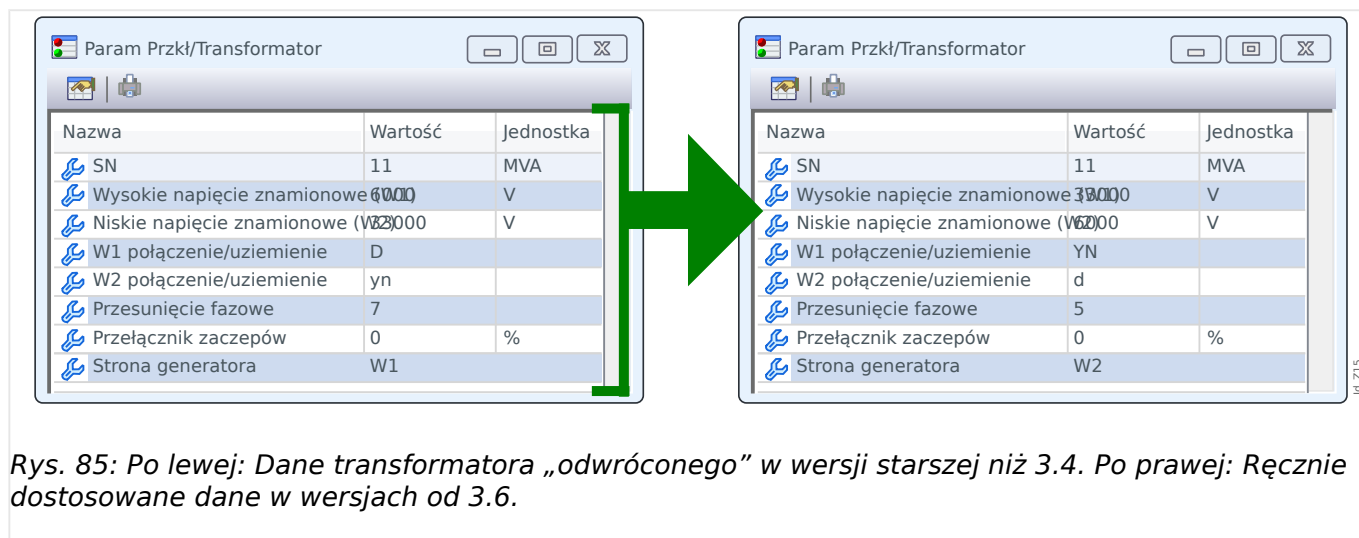 Param Przkł/Transformator
Nazwa Wartość Jednostka
SN 11 MVA
Wysokie napięcie znamionowe (W1) 6000 V
Niskie napięcie znamionowe (W2) 33000 V
W1 połączenie/uziemienie D
W2 połączenie/uziemienie yn
Przesunięcie fazowe 7
Przełącznik zaczepów 0 %
Strona generatora W1
Param Przkł/Transformator
Nazwa Wartość Jednostka
SN 11 MVA
Wysokie napięcie znamionowe (W1) 33000 V
Niskie napięcie znamionowe (W2) 6000 V
W1 połączenie/uziemienie YN
W2 połączenie/uziemienie d
Przesunięcie fazowe 5
Przełącznik zaczepów 0 %
Strona generatora W2
Rys. 85: Po lewej: Dane transformatora „odwróconego” w wersji starszej niż 3.4. Po prawej: Ręcznie
dostosowane dane w wersjach od 3.6.